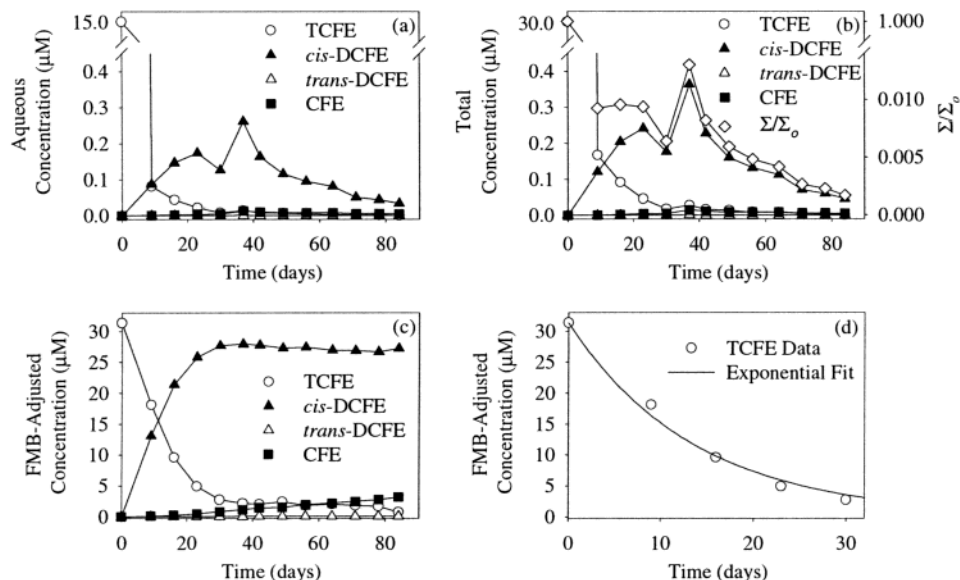 (a)
TCFE
cis-DCFE
trans-DCFE
CFE
15.0
0.4
0.3
0.2
0.1
0.0
Aqueous
Concentration (μM)
0 20 40 60 80
Time (days)
(b)
TCFE
cis-DCFE
trans-DCFE
CFE
Σ/Σo
30.0
0.4
0.3
0.2
0.1
0.0
Total
Concentration (μM)
1.000
0.010
0.005
0.000
Σ/Σo
0 20 40 60 80
Time (days)
(c)
TCFE
cis-DCFE
trans-DCFE
CFE
30
25
20
15
10
5
0
FMB-Adjusted
Concentration (μM)
0 20 40 60 80
Time (days)
(d)
TCFE Data
Exponential Fit
30
25
20
15
10
5
0
FMB-Adjusted
Concentration (μM)
0 10 20 30
Time (days)